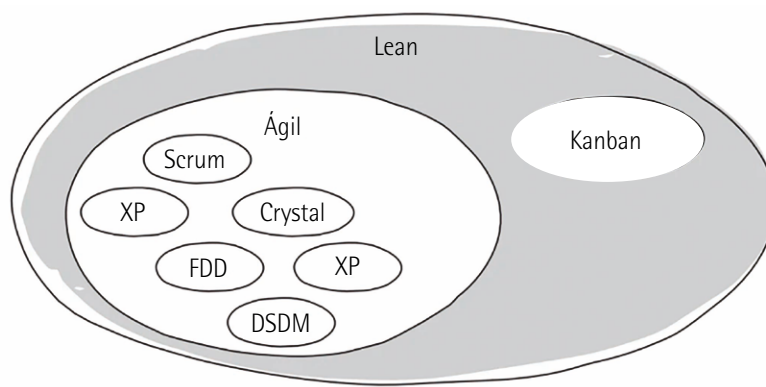 Lean
Ágil
Kanban
Scrum
XP
Crystal
FDD
XP
DSDM